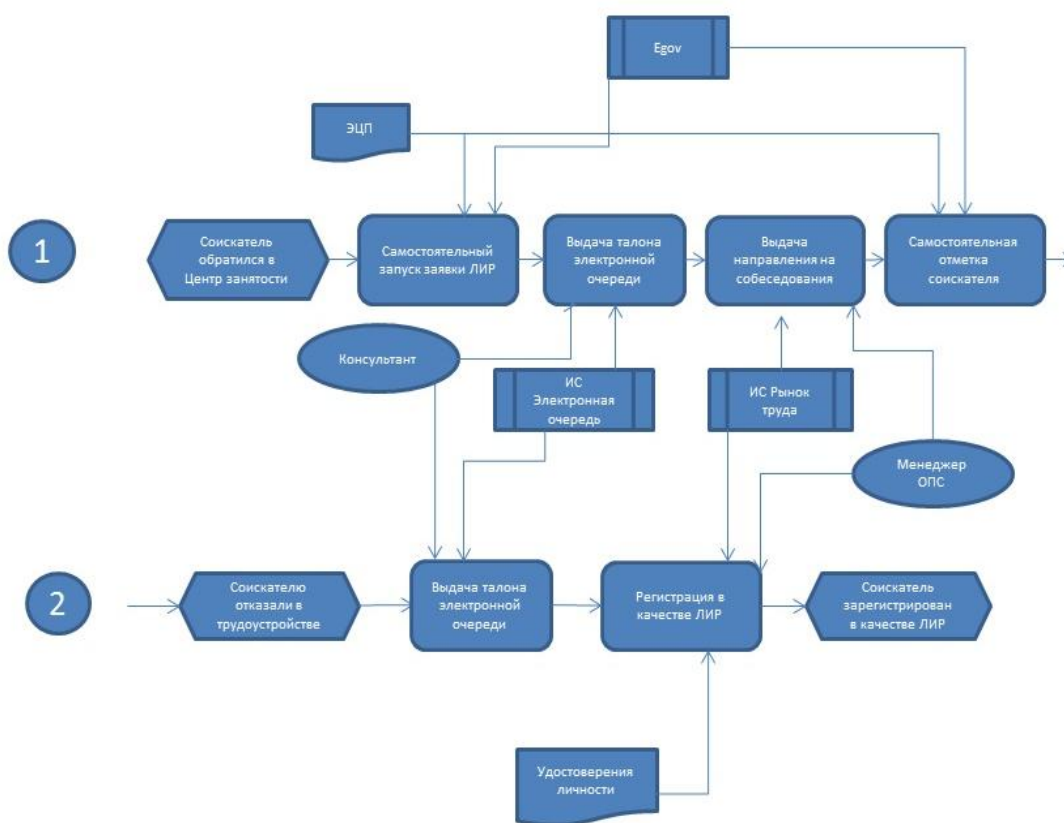 Egov
ЭЦП
1
Соискатель
обратился в
Центр занятости
Самостоятельный
запуск заявки ЛИР
Выдача талона
электронной
очереди
Выдача
направления на
собеседования
Самостоятельная
отметка
соискателя
Консультант
ИС
Электронная
очередь
ИС Рынок
труда
Менеджер
ОПС
2
Соискателю
отказали в
трудоустройстве
Выдача талона
электронной
очереди
Регистрация в
качестве ЛИР
Соискатель
зарегистрирован
в качестве ЛИР
Удостоверения
личности